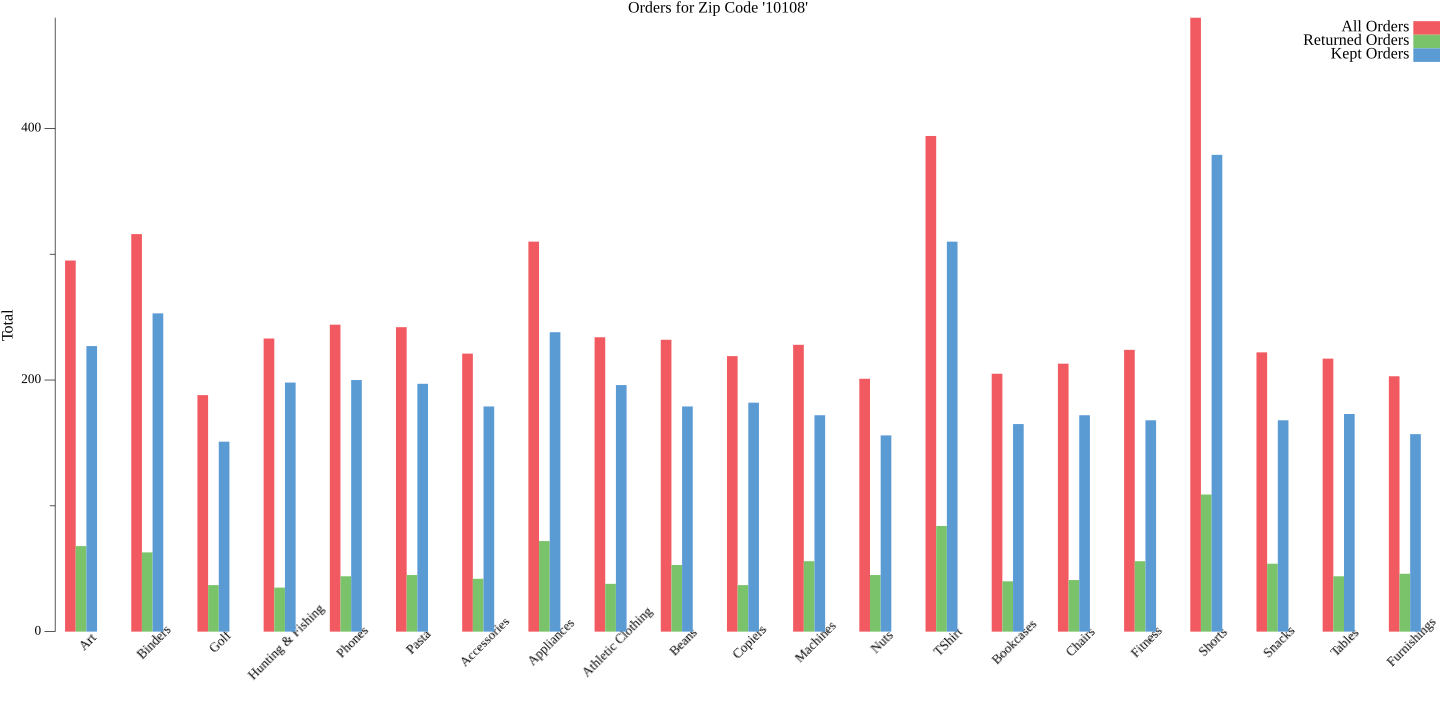 Orders for Zip Code '10108'
All Orders
Returned Orders
Kept Orders
Total
400
200
0
Art
Binders
Golf
Hunting & Fishing
Phones
Pasta
Accessories
Appliances
Athletic Clothing
Beans
Copiers
Machines
Nuts
TShirt
Bookcases
Chairs
Fitness
Shorts
Snacks
Tables
Furnishings